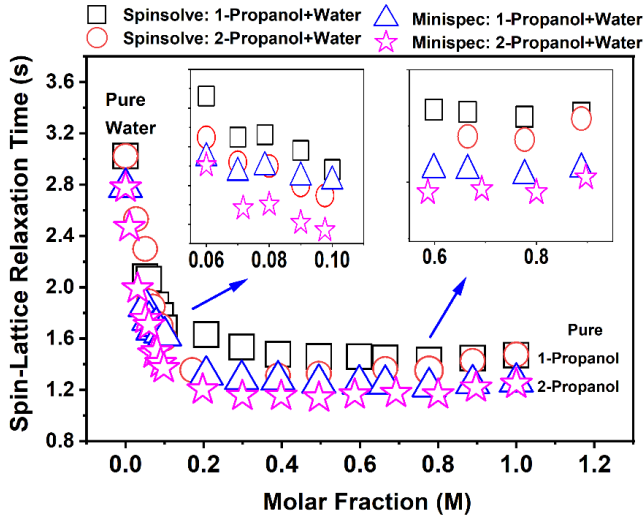 Spinsolve: 1-Propanol+Water
Minispec: 1-Propanol+Water
Spinsolve: 2-Propanol+Water
Minispec: 2-Propanol+Water
Spin-Lattice Relaxation Time (s)
3.6
3.2
2.8
2.4
2.0
1.6
1.2
0.8
Pure
Water
0.06
0.08
0.10
0.6
0.8
Pure
1-Propanol
2-Propanol
0.0
0.2
0.4
0.6
0.8
1.0
1.2
Molar Fraction (M)